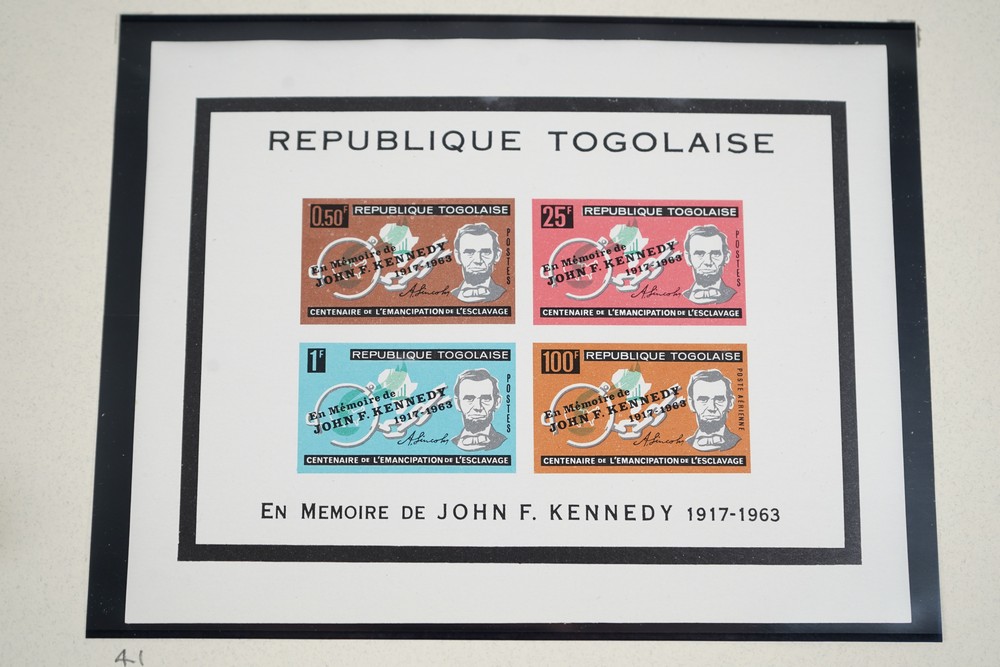 REPUBLIQUE TOGOLAISE
0.50F REPUBLIQUE TOGOLAISE
POSTES
En Mémoire de
JOHN F. KENNEDY
1917-1963
A. Lincoln
CENTENAIRE DE L'EMANCIPATION DE L'ESCLAVAGE
25F REPUBLIQUE TOGOLAISE
POSTES
En Mémoire de
JOHN F. KENNEDY
1917-1963
A. Lincoln
CENTENAIRE DE L'EMANCIPATION DE L'ESCLAVAGE
1F REPUBLIQUE TOGOLAISE
POSTES
En Mémoire de
JOHN F. KENNEDY
1917-1963
A. Lincoln
CENTENAIRE DE L'EMANCIPATION DE L'ESCLAVAGE
100F REPUBLIQUE TOGOLAISE
POSTE AERIENNE
En Mémoire de
JOHN F. KENNEDY
1917-1963
A. Lincoln
CENTENAIRE DE L'EMANCIPATION DE L'ESCLAVAGE
EN MEMOIRE DE JOHN F. KENNEDY 1917-1963
41